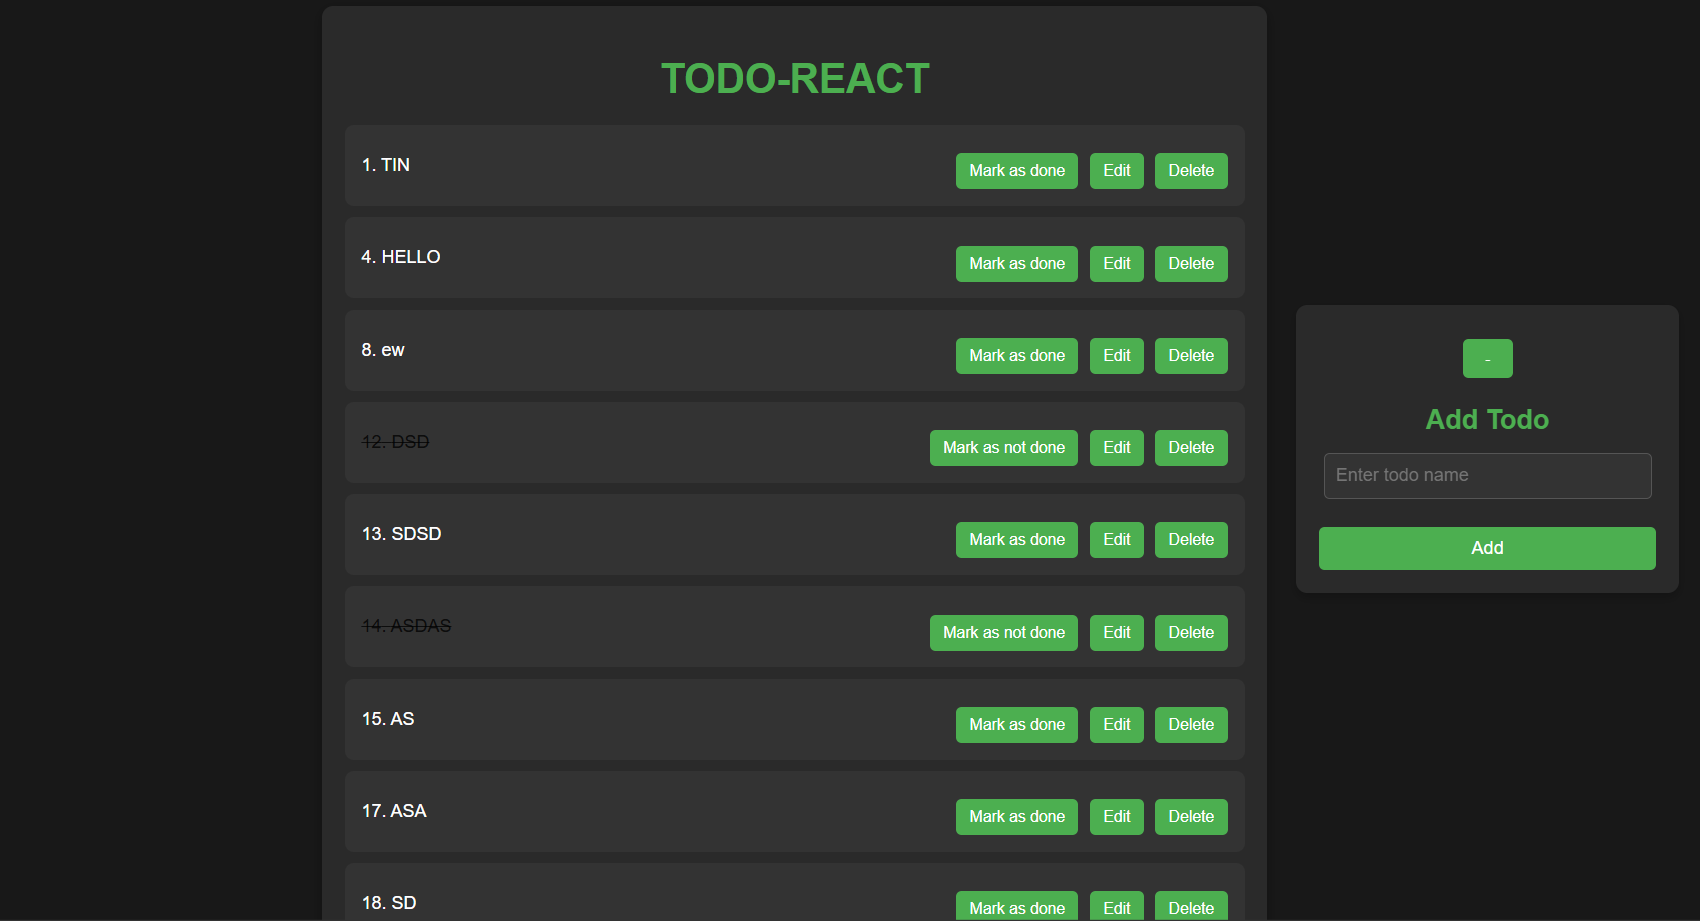 TODO-REACT
1. TIN
Mark as done Edit Delete
4. HELLO
Mark as done Edit Delete
8. ew
Mark as done Edit Delete
12. DSD
Mark as not done Edit Delete
13. SDSD
Mark as done Edit Delete
14. ASDAS
Mark as not done Edit Delete
15. AS
Mark as done Edit Delete
17. ASA
Mark as done Edit Delete
18. SD
Mark as done Edit Delete
-
Add Todo
Enter todo name
Add